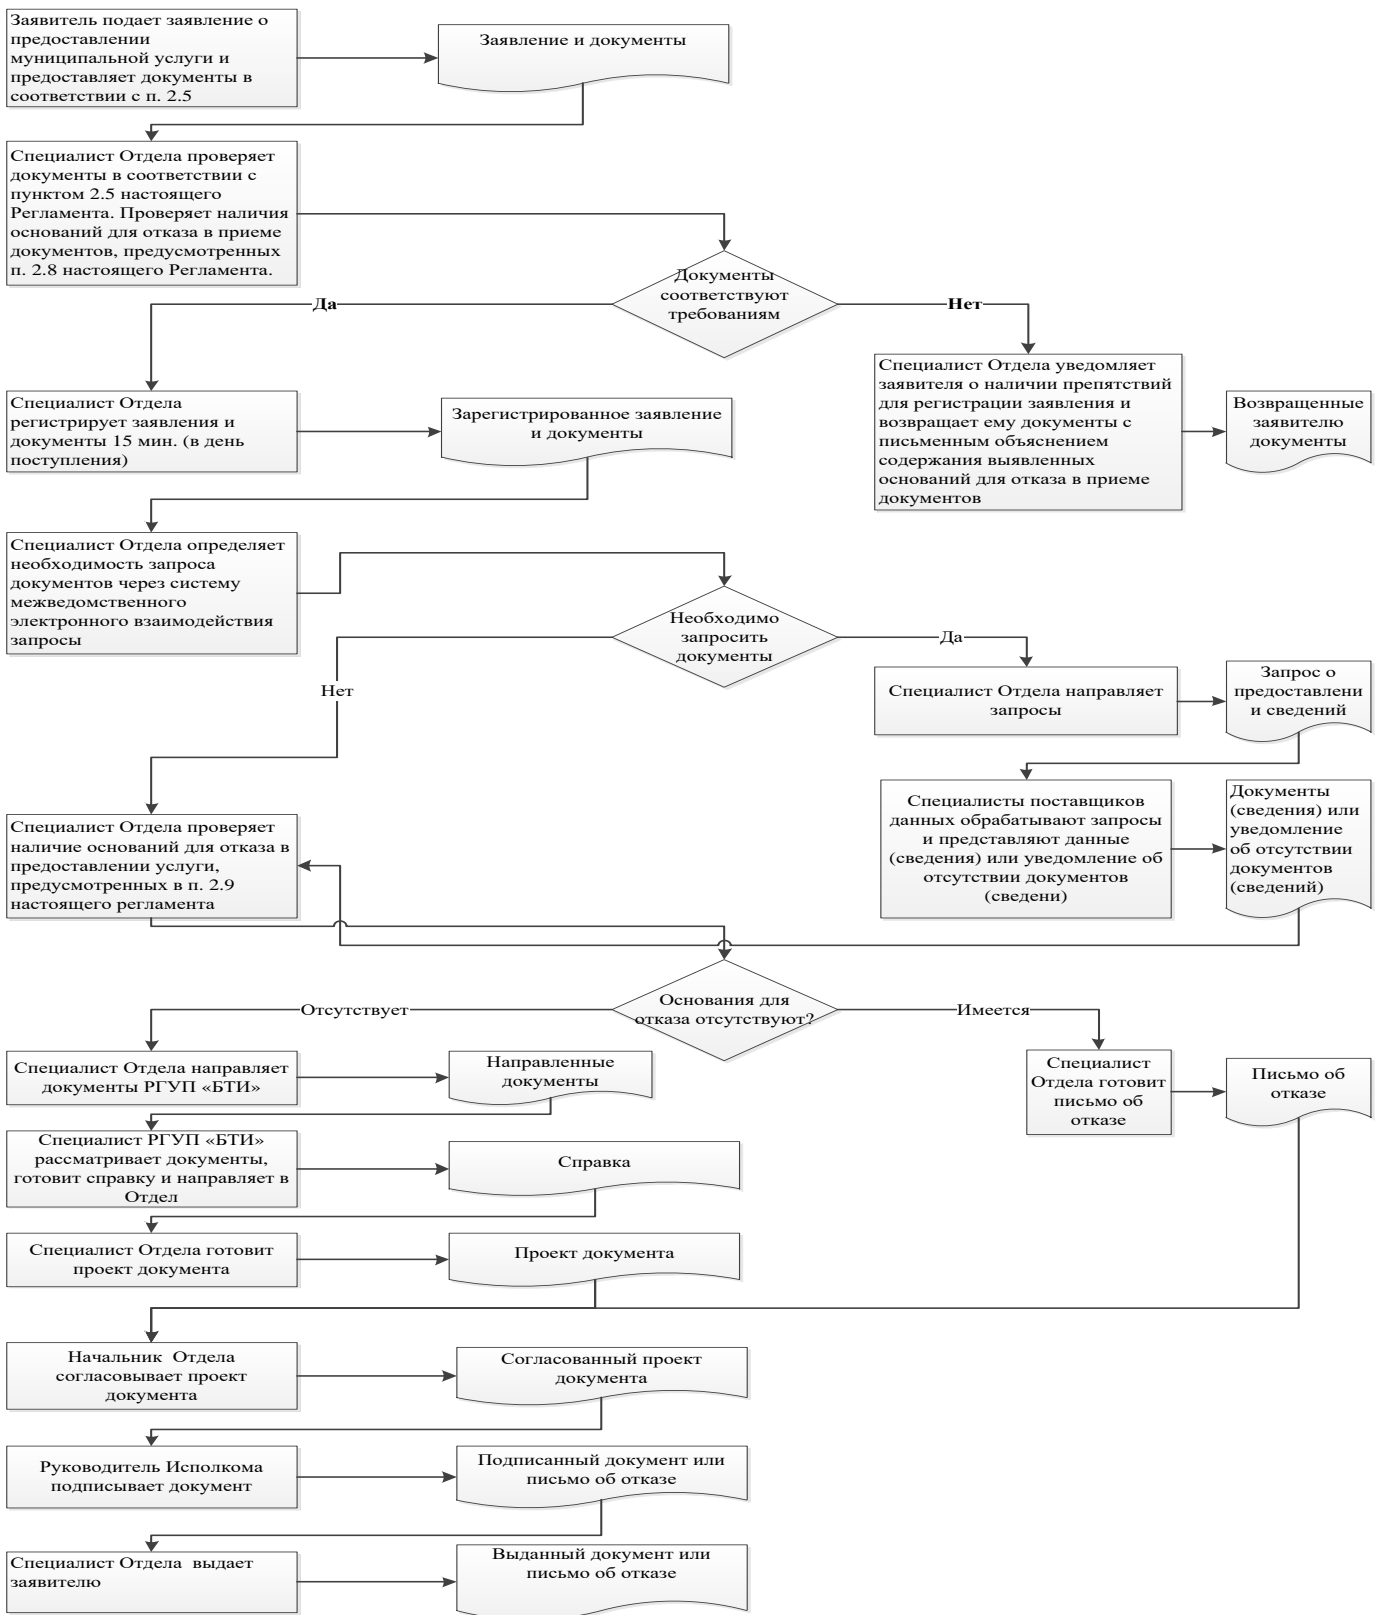 Заявитель подает заявление о
предоставлении
муниципальной услуги и
предоставляет документы в
соответствии с п. 2.5
Заявление и документы
Специалист Отдела проверяет
документы в соответствии с
пунктом 2.5 настоящего
Регламента. Проверяет наличия
оснований для отказа в приеме
документов, предусмотренных
п. 2.8 настоящего Регламента.
Документы
соответствуют
требованиям
Да
Нет
Специалист Отдела уведомляет
заявителя о наличии препятствий
для регистрации заявления и
возвращает ему документы с
письменным объяснением
содержания выявленных
оснований для отказа в приеме
документов
Возвращенные
заявителю
документы
Специалист Отдела
регистрирует заявления и
документы 15 мин. (в день
поступления)
Зарегистрированное заявление
и документы
Специалист Отдела определяет
необходимость запроса
документов через систему
межведомственного
электронного взаимодействия
запросы
Необходимо
запросить
документы
Да
Нет
Специалист Отдела направляет
запросы
Запрос о
предоставлени
и сведений
Специалисты поставщиков
данных обрабатывают запросы
и представляют данные
(сведения) или уведомление об
отсутствии документов
(сведени)
Документы
(сведения) или
уведомление
об отсутствии
документов
(сведений)
Специалист Отдела проверяет
наличие оснований для отказа в
предоставлении услуги,
предусмотренных в п. 2.9
настоящего регламента
Основания для
отказа отсутствуют?
Отсутствует
Имеется
Специалист Отдела направляет
документы РГУП «БТИ»
Направленные
документы
Специалист
Отдела готовит
письмо об
отказе
Письмо об
отказе
Специалист РГУП «БТИ»
рассматривает документы,
готовит справку и направляет в
Отдел
Справка
Специалист Отдела готовит
проект документа
Проект документа
Начальник  Отдела
согласовывает проект
документа
Согласованный проект
документа
Руководитель Исполкома
подписывает документ
Подписанный документ или
письмо об отказе
Специалист Отдела  выдает
заявителю
Выданный документ или
письмо об отказе